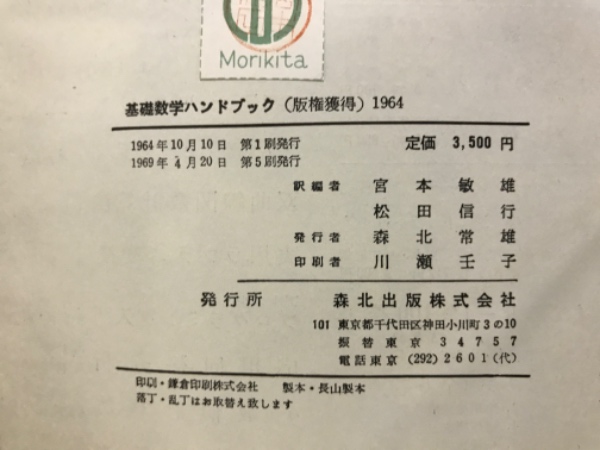 Morikita
基礎数学ハンドブック（版権獲得）1964
1964年10月10日 第1刷発行 定価 3,500円
1969年4月20日 第5刷発行
訳編者 宮本敏雄
松田信行
発行者 森北常雄
印刷者 川瀬壬子
発行所 森北出版株式会社
101 東京都千代田区神田小川町3の10
振替東京 34757
電話東京 (292) 2601(代)
印刷・鎌倉印刷株式会社 製本・長山製本
落丁・乱丁はお取替え致します